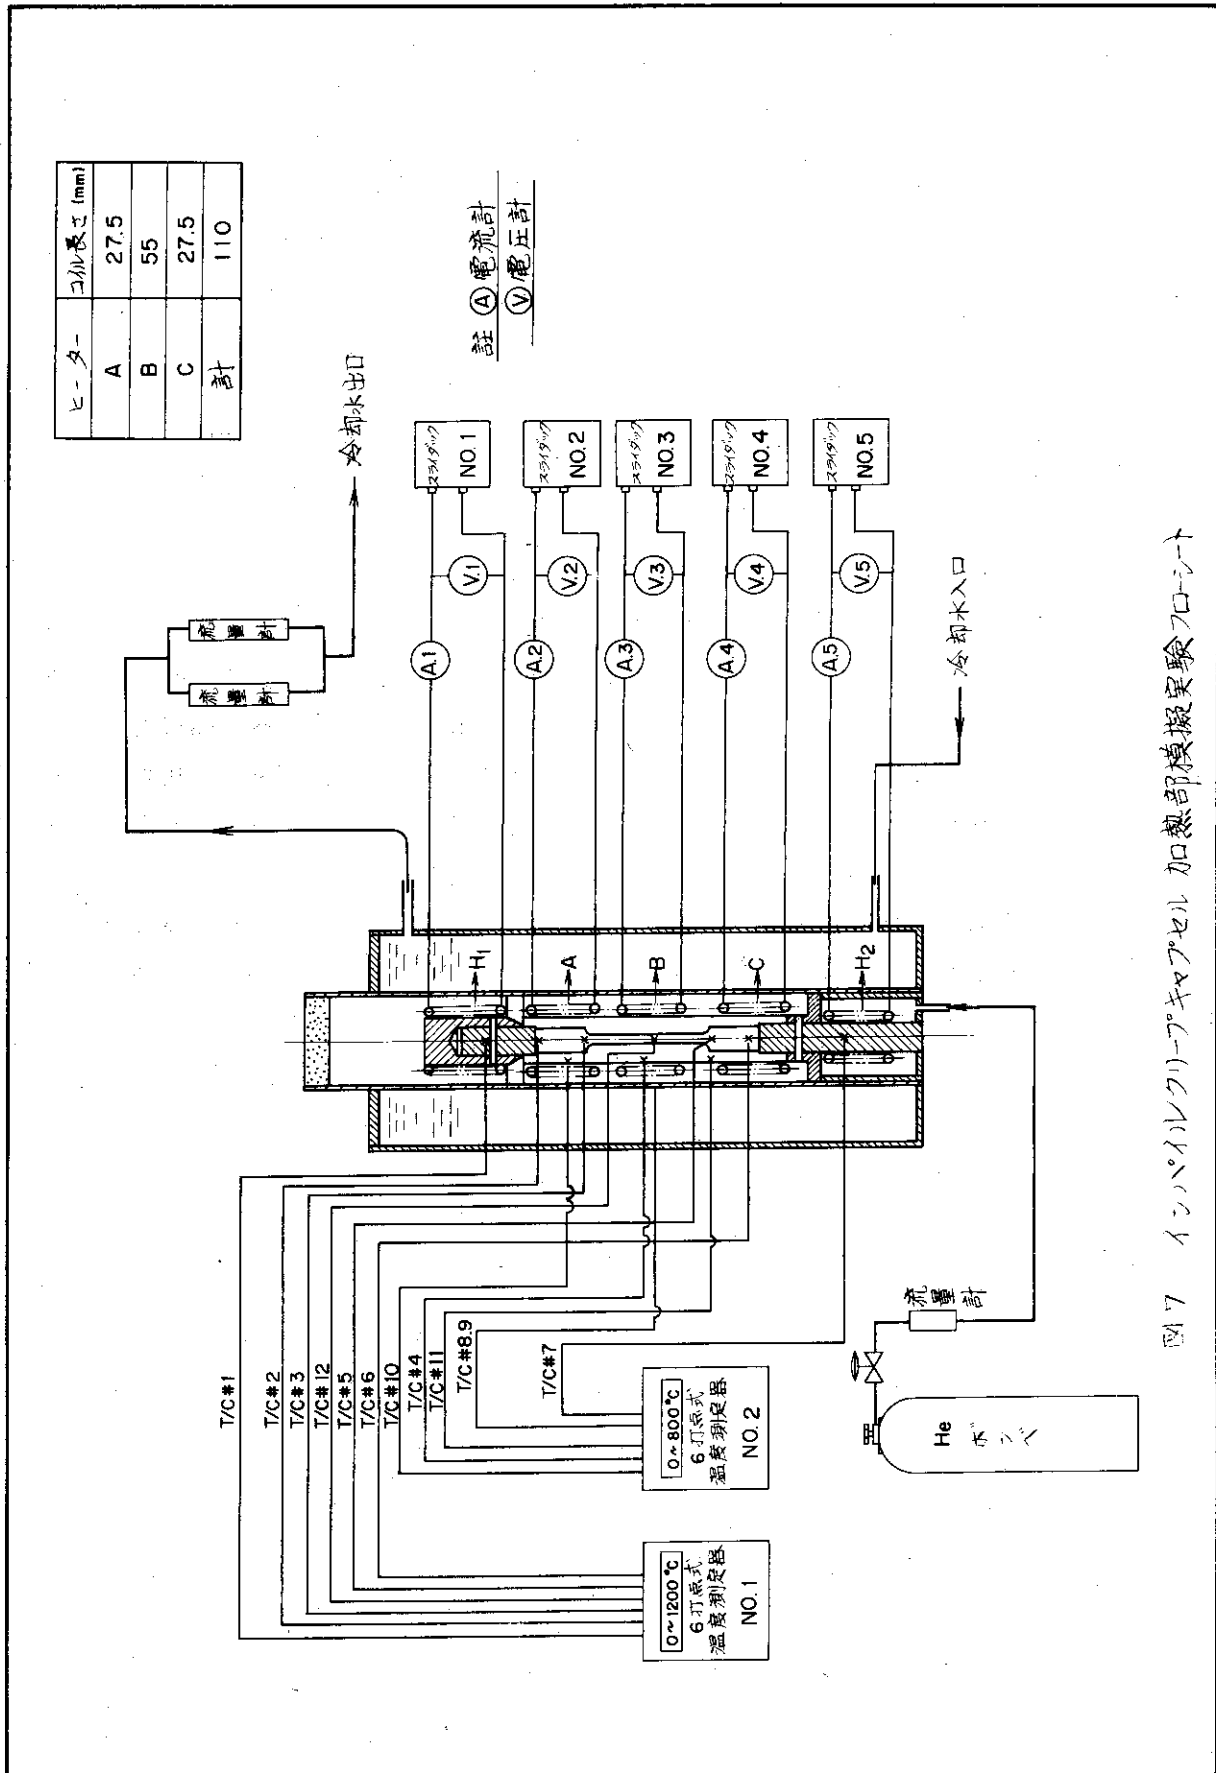 ヒーター コイル長さ (mm)
A 27.5
B 55
C 27.5
計 110
註 Ⓐ 電流計
Ⓥ 電圧計
冷却水出口
流量計
流量計
スライダック
NO.1
スライダック
NO.2
スライダック
NO.3
スライダック
NO.4
スライダック
NO.5
V.1
V.2
V.3
V.4
V.5
A.1
A.2
A.3
A.4
A.5
冷却水入口
H1
A
B
C
H2
T/C#1
T/C#2
T/C#3
T/C#12
T/C#5
T/C#6
T/C#10
T/C#4
T/C#11
T/C#8.9
T/C#7
0~1200℃
6打点式
温度測定器
NO.1
0~800℃
6打点式
温度測定器
NO.2
流量計
He
ボンベ
図7 インパイルクリープキャプセル 加熱部模擬実験フローシート